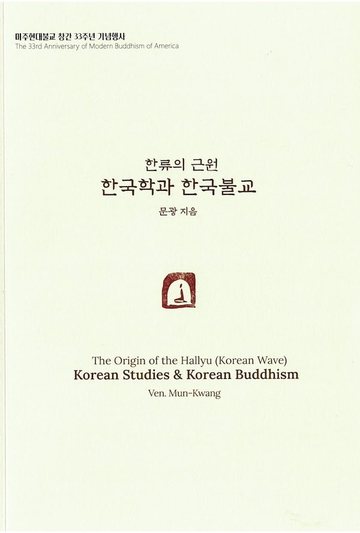 미주현대불교 창간 33주년 기념행사
The 33rd Anniversary of Modern Buddhism of America
한류의 근원
한국학과 한국불교
문광 지음
The Origin of the Hallyu (Korean Wave)
Korean Studies & Korean Buddhism
Ven. Mun-Kwang